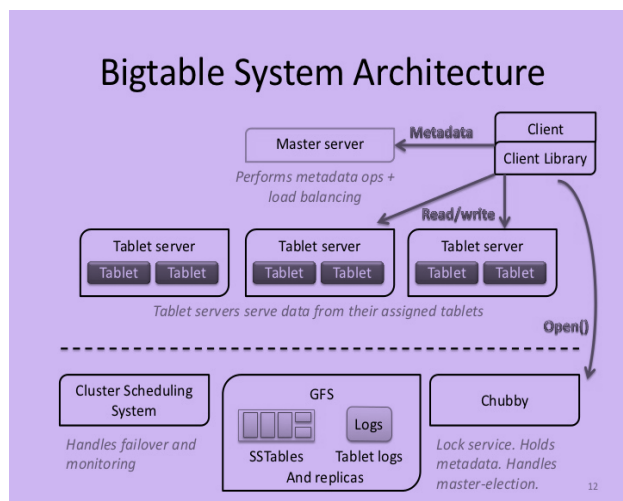 Bigtable System Architecture
Metadata
Client
Client Library
Master server
Performs metadata ops +
load balancing
Read/write
Tablet server
Tablet Tablet
Tablet server
Tablet Tablet
Tablet server
Tablet Tablet
Tablet servers serve data from their assigned tablets
Open()
Cluster Scheduling
System
Handles failover and
monitoring
GFS
Logs
SSTables Tablet logs
And replicas
Chubby
Lock service. Holds
metadata. Handles
master-election.
12